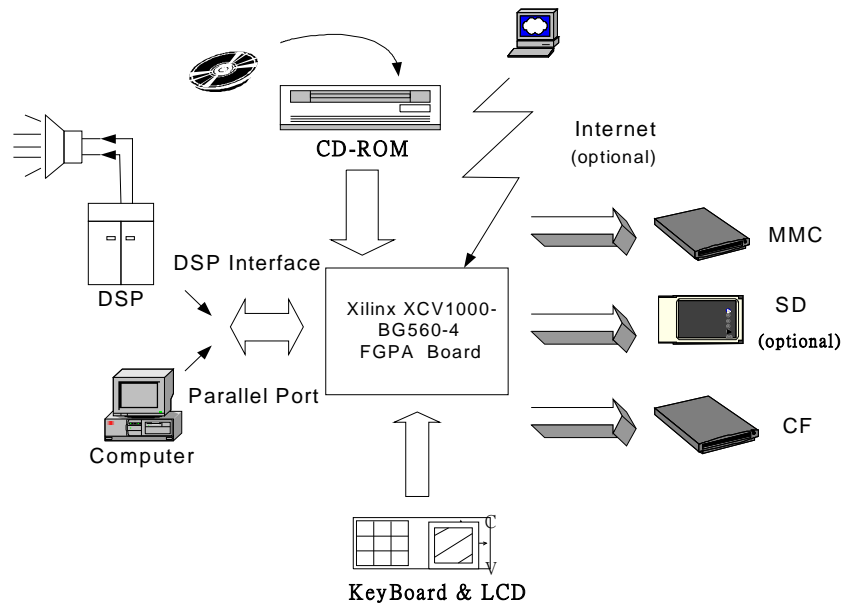 Internet
(optional)
CD-ROM
MMC
DSP Interface
DSP
Xilinx XCV1000-
BG560-4
FGPA Board
SD
(optional)
Parallel Port
Computer
CF
C
V
KeyBoard & LCD